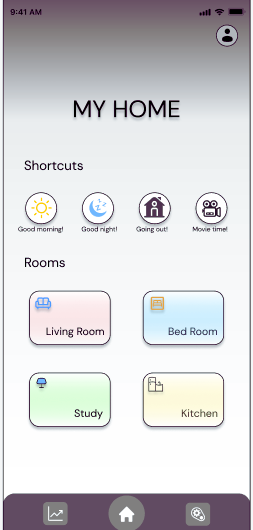 9:41 AM
MY HOME
Shortcuts
Good morning!
Good night!
Going out!
Movie time!
Rooms
Living Room
Bed Room
Study
Kitchen